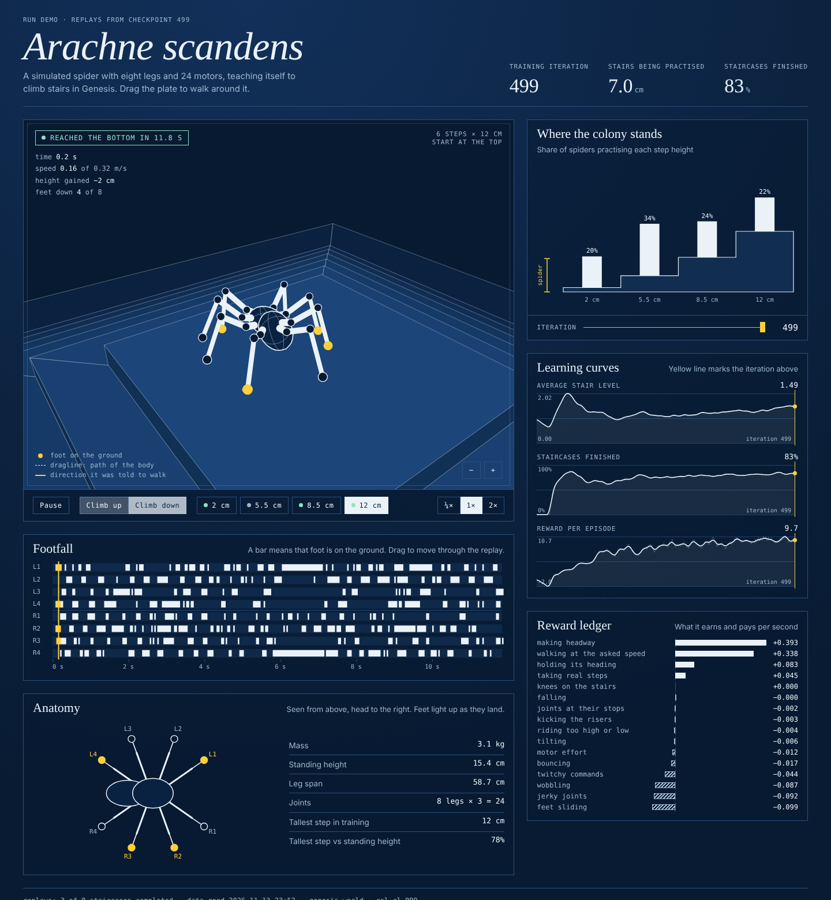 RUN DEMO · REPLAYS FROM CHECKPOINT 499
Arachne scandens
A simulated spider with eight legs and 24 motors, teaching itself to
climb stairs in Genesis. Drag the plate to walk around it.
TRAINING ITERATION
499
STAIRS BEING PRACTISED
7.0 cm
STAIRCASES FINISHED
83 %
REACHED THE BOTTOM IN 11.8 S
6 STEPS × 12 CM
START AT THE TOP
time 0.2 s
speed 0.16 of 0.32 m/s
height gained −2 cm
feet down 4 of 8
foot on the ground
dragline: path of the body
direction it was told to walk
− +
Pause
Climb up
Climb down
2 cm
5.5 cm
8.5 cm
12 cm
¼×
1×
2×
Footfall
A bar means that foot is on the ground. Drag to move through the replay.
L1
L2
L3
L4
R1
R2
R3
R4
0 s 2 s 4 s 6 s 8 s 10 s
Anatomy
Seen from above, head to the right. Feet light up as they land.
L3 L2
L4 L1
R4 R1
R3 R2
Mass 3.1 kg
Standing height 15.4 cm
Leg span 58.7 cm
Joints 8 legs × 3 = 24
Tallest step in training 12 cm
Tallest step vs standing height 78%
Where the colony stands
Share of spiders practising each step height
20% 34% 24% 22%
spider
2 cm 5.5 cm 8.5 cm 12 cm
ITERATION 499
Learning curves
Yellow line marks the iteration above
AVERAGE STAIR LEVEL 1.49
2.02
0.00
iteration 499
STAIRCASES FINISHED 83%
100%
0%
iteration 499
REWARD PER EPISODE 9.7
10.7
iteration 499
Reward ledger
What it earns and pays per second
making headway +0.393
walking at the asked speed +0.338
holding its heading +0.083
taking real steps +0.045
knees on the stairs +0.000
falling −0.000
joints at their stops −0.002
kicking the risers −0.003
riding too high or low −0.004
tilting −0.006
motor effort −0.012
bouncing −0.017
twitchy commands −0.044
wobbling −0.087
jerky joints −0.092
feet sliding −0.099